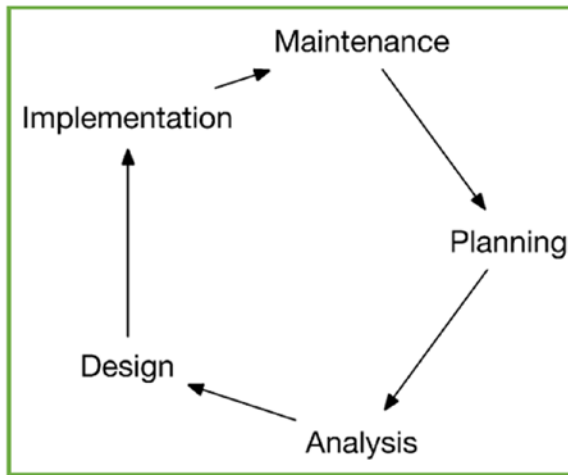 Maintenance
Implementation
Planning
Design
Analysis